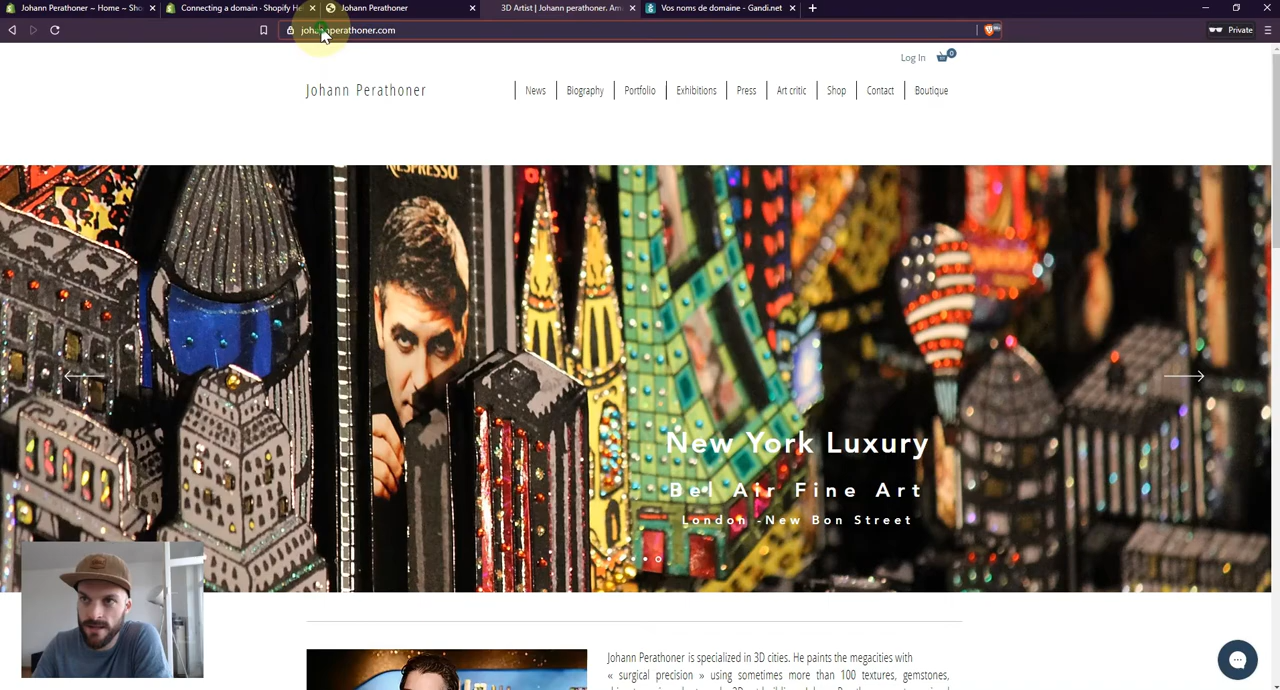 Johann Perathoner ~ Home ~ Sho
Connecting a domain · Shopify He
Johann Perathoner
3D Artist | Johann perathoner. Am
Vos noms de domaine - Gandi.net
johannperathoner.com
Private
Log In
0
Johann Perathoner
News
Biography
Portfolio
Exhibitions
Press
Art critic
Shop
Contact
Boutique
NESPRESSO
New York Luxury
Bel Air Fine Art
London -New Bon Street
Johann Perathoner is specialized in 3D cities. He paints the megacities with
« surgical precision » using sometimes more than 100 textures, gemstones,